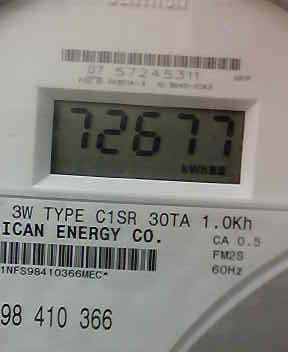 07 57245311
72677
kWh
3W TYPE C1SR 30TA 1.0Kh
ICAN ENERGY CO.
CA 0.5
FM2S
60Hz
1NFS98410366MEC*
98 410 366